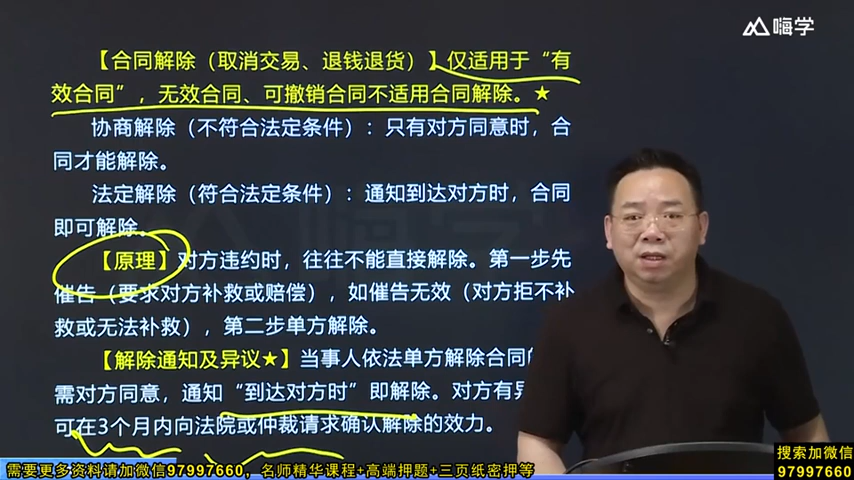 嗨学
【合同解除（取消交易、退钱退货）】仅适用于“有
效合同”，无效合同、可撤销合同不适用合同解除。★
协商解除（不符合法定条件）：只有对方同意时，合
同才能解除。
法定解除（符合法定条件）：通知到达对方时，合同
即可解除。
【原理】对方违约时，往往不能直接解除。第一步先
催告（要求对方补救或赔偿），如催告无效（对方拒不补
救或无法补救），第二步单方解除。
【解除通知及异议★】当事人依法单方解除合同
需对方同意，通知“到达对方时”即解除。对方有异
可在3个月内向法院或仲裁请求确认解除的效力。
需要更多资料请加微信97997660，名师精华课程+高端押题+三页纸密押等
搜索加微信
97997660